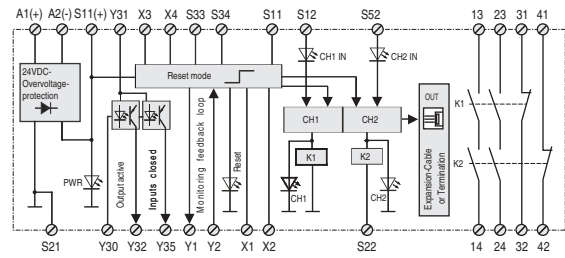 A1(+) A2(-) S11(+) Y31 X3 X4 S33 S34 S11 S12 S52 13 23 31 41
24VDC-
Overvoltage-
protection
Reset mode
CH1 IN
CH2 IN
CH1
CH2
K1
K2
CH1
CH2
OUT
Expansion-Cable
or Termination
K1
K2
PWR
Output active
Inputs closed
Monitoring feedback loop
Reset
S21 Y30 Y32 Y35 Y1 Y2 X1 X2 S22 14 24 32 42